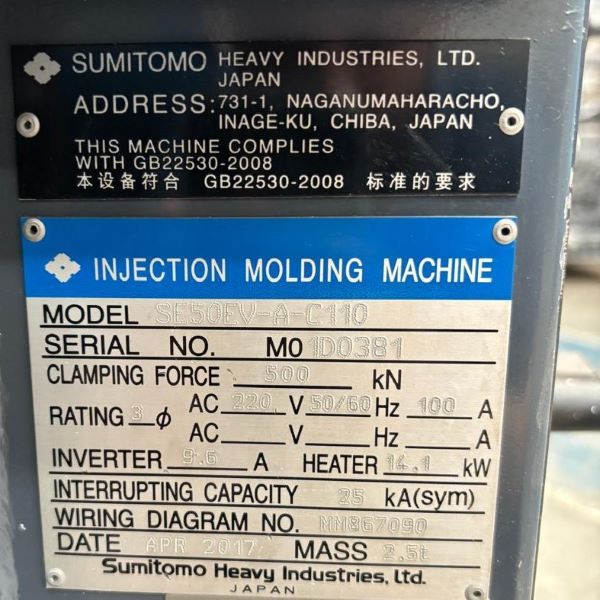 SUMITOMO HEAVY INDUSTRIES, LTD.
JAPAN
ADDRESS: 731-1, NAGANUMAHARACHO,
INAGE-KU, CHIBA, JAPAN
THIS MACHINE COMPLIES
WITH GB22530-2008
本设备符合 GB22530-2008 标准的要求
INJECTION MOLDING MACHINE
MODEL SE50EV-A-C110
SERIAL NO. M01D0381
CLAMPING FORCE 500 kN
RATING 3 φ AC 220 V 50/60 Hz 100 A
AC V Hz A
INVERTER 9.6 A HEATER 14.1 kW
INTERRUPTING CAPACITY 25 kA(sym)
WIRING DIAGRAM NO. MM867090
DATE APR 2017 MASS 2.5t
Sumitomo Heavy Industries, Ltd.
JAPAN